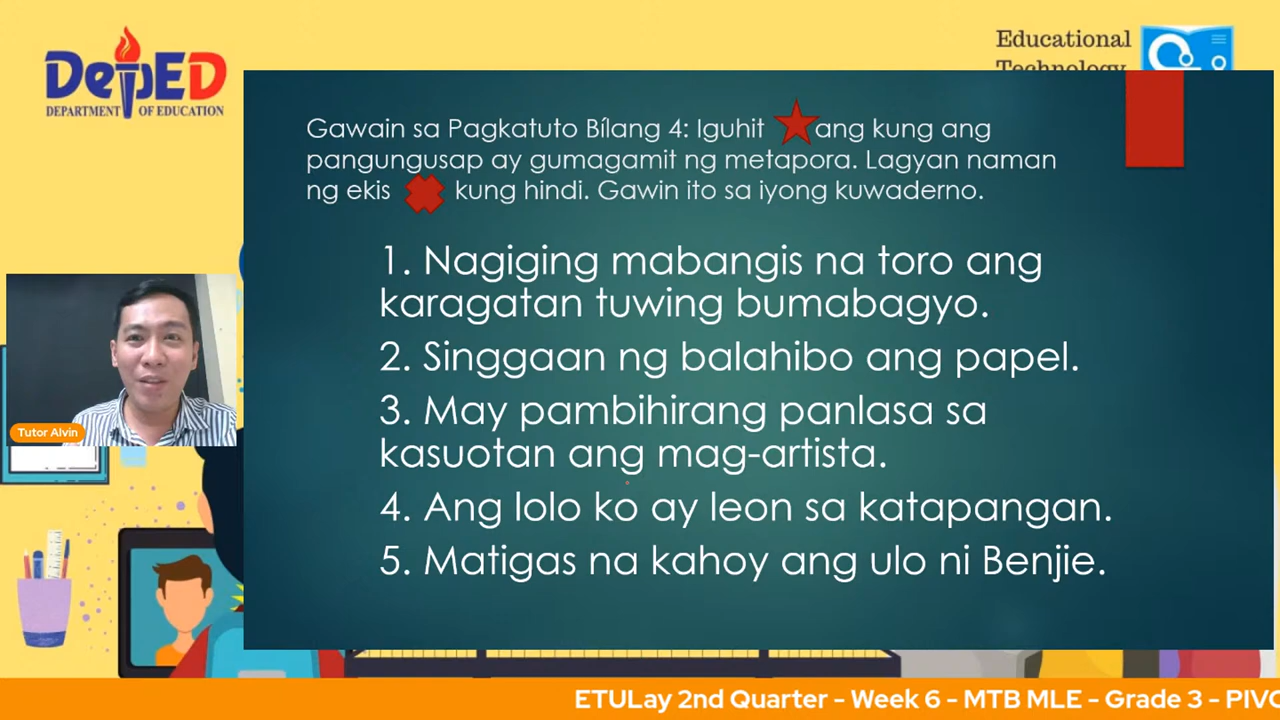 DepED
DEPARTMENT OF EDUCATION
Educational
Technology
Gawain sa Pagkatuto Bílang 4: Iguhit ang kung ang
pangungusap ay gumagamit ng metapora. Lagyan naman
ng ekis kung hindi. Gawin ito sa iyong kuwaderno.
1. Nagiging mabangis na toro ang
karagatan tuwing bumabagyo.
2. Singgaan ng balahibo ang papel.
3. May pambihirang panlasa sa
kasuotan ang mag-artista.
4. Ang lolo ko ay leon sa katapangan.
5. Matigas na kahoy ang ulo ni Benjie.
Tutor Alvin
ETULay 2nd Quarter - Week 6 - MTB MLE - Grade 3 -